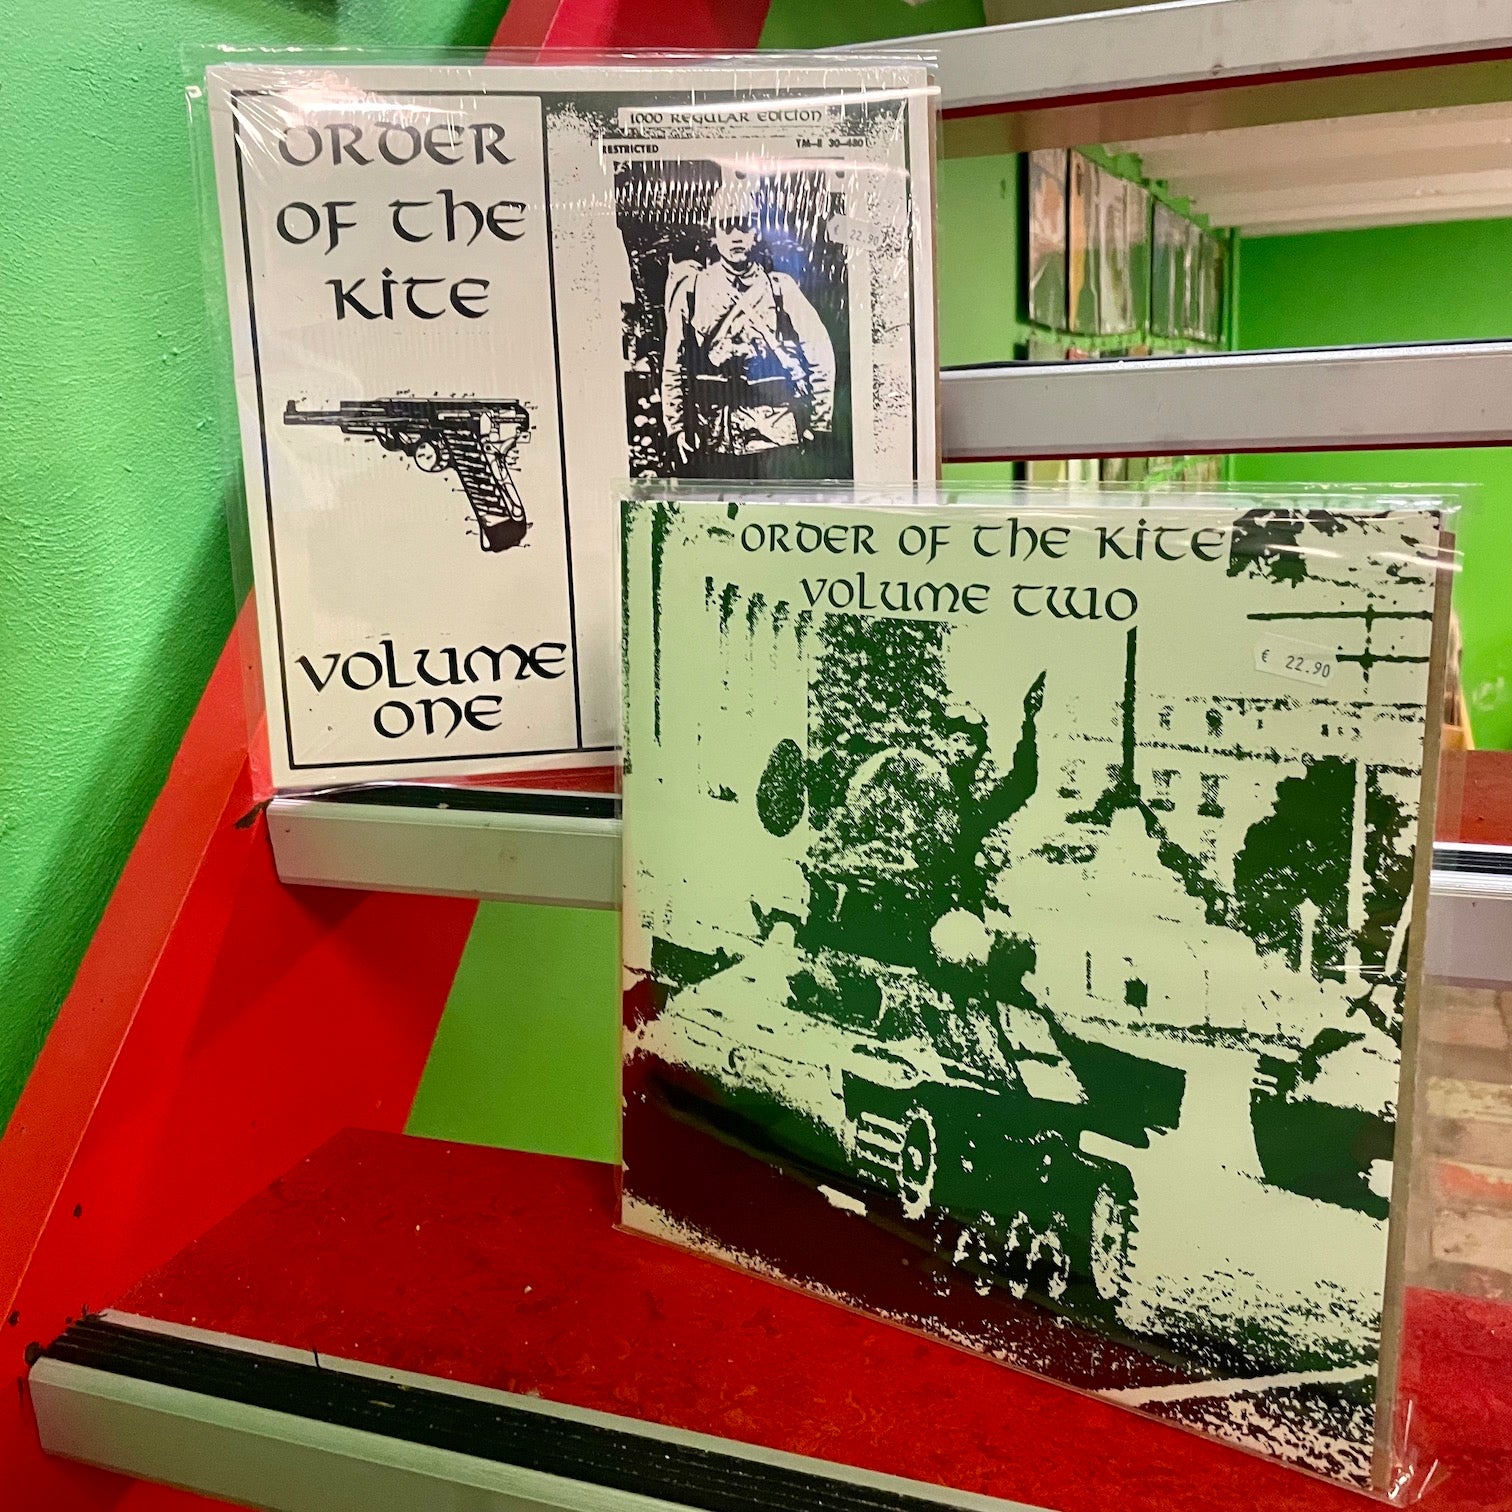 ORDER
OF THE
KITE
VOLUME
ONE
1000 REGULAR EDITION
RESTRICTED TM-E 30-480
€ 22.90
ORDER OF THE KITE
VOLUME TWO
€ 22.90